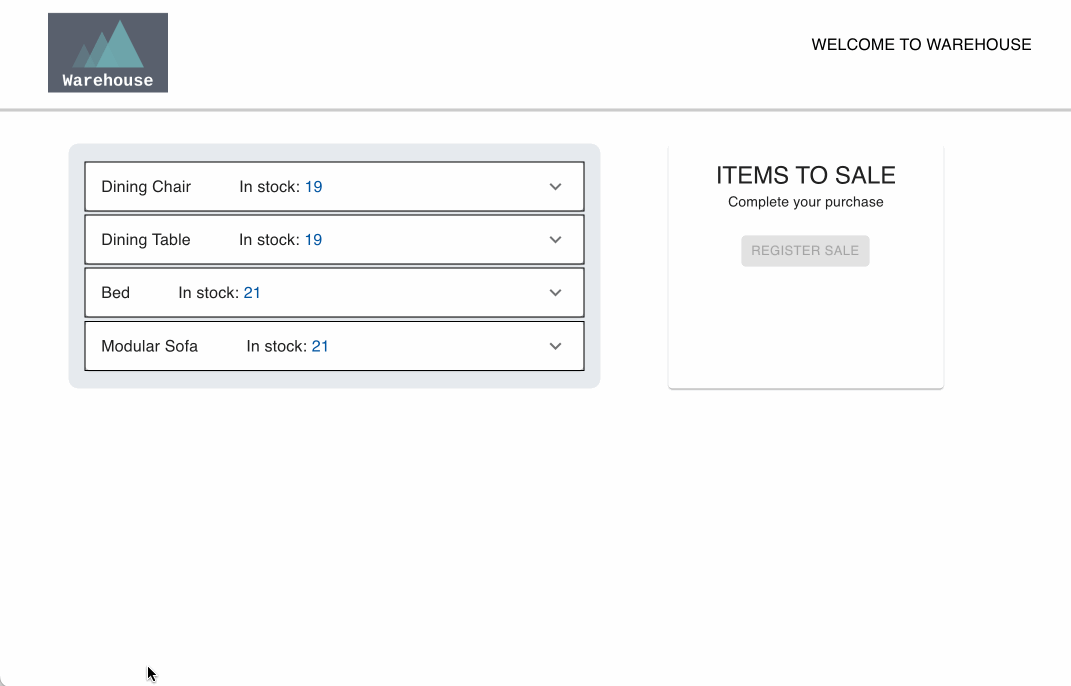 Warehouse
WELCOME TO WAREHOUSE
Dining Chair In stock: 19
Dining Table In stock: 19
Bed In stock: 21
Modular Sofa In stock: 21
ITEMS TO SALE
Complete your purchase
REGISTER SALE